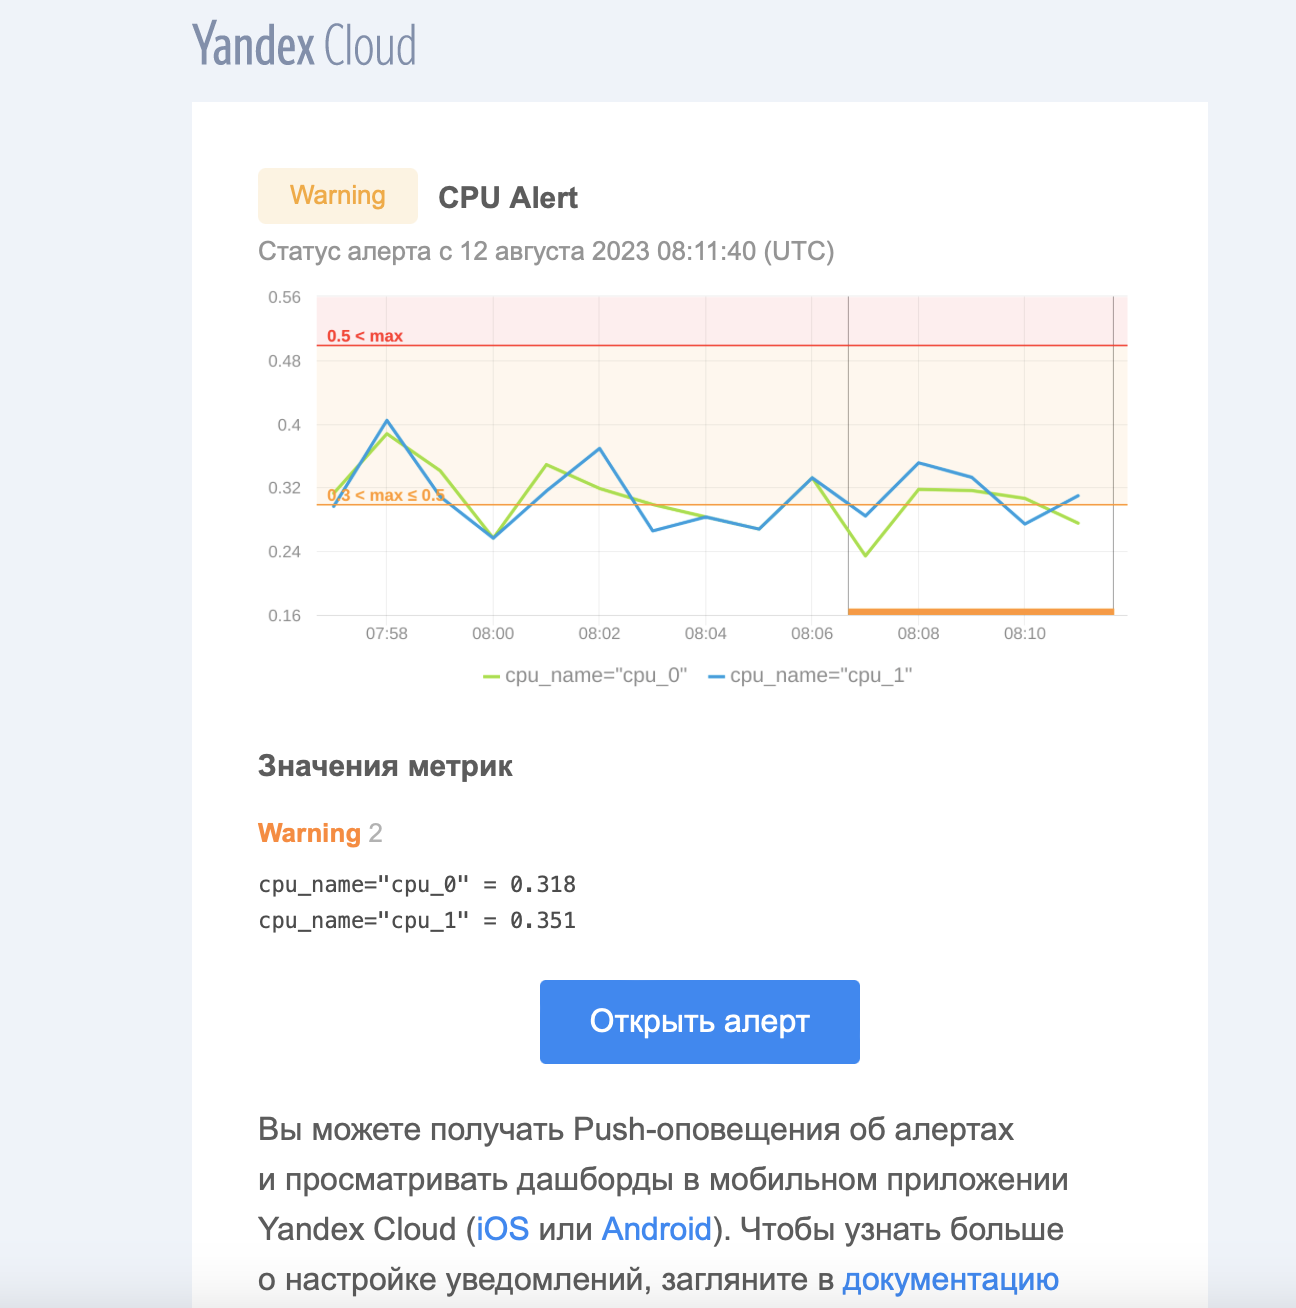 Yandex Cloud
Warning
CPU Alert
Статус алерта с 12 августа 2023 08:11:40 (UTC)
0.56
0.5 < max
0.48
0.4
0.32
0.3 < max ≤ 0.5
0.24
0.16
07:58
08:00
08:02
08:04
08:06
08:08
08:10
cpu_name="cpu_0"
cpu_name="cpu_1"
Значения метрик
Warning 2
cpu_name="cpu_0" = 0.318
cpu_name="cpu_1" = 0.351
Открыть алерт
Вы можете получать Push-оповещения об алертах
и просматривать дашборды в мобильном приложении
Yandex Cloud (iOS или Android). Чтобы узнать больше
о настройке уведомлений, загляните в документацию